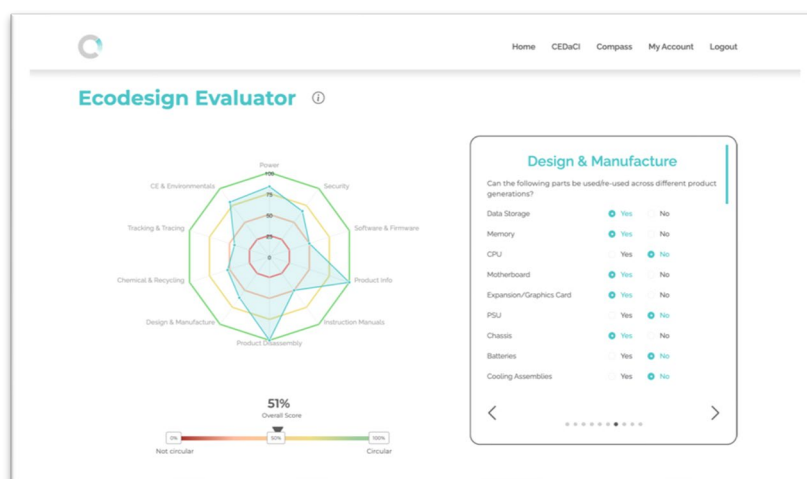 Home CEDaCI Compass My Account Logout
Ecodesign Evaluator i
Power
100
CE & Environmentals
Security
75
50
Tracking & Tracing
Software & Firmware
25
0
Chemical & Recycling
Product Info
Design & Manufacture
Instruction Manuals
Product Disassembly
51%
Overall Score
0% 50% 100%
Not circular Circular
Design & Manufacture
Can the following parts be used/re-used across different product
generations?
Data Storage Yes No
Memory Yes No
CPU Yes No
Motherboard Yes No
Expansion/Graphics Card Yes No
PSU Yes No
Chassis Yes No
Batteries Yes No
Cooling Assemblies Yes No